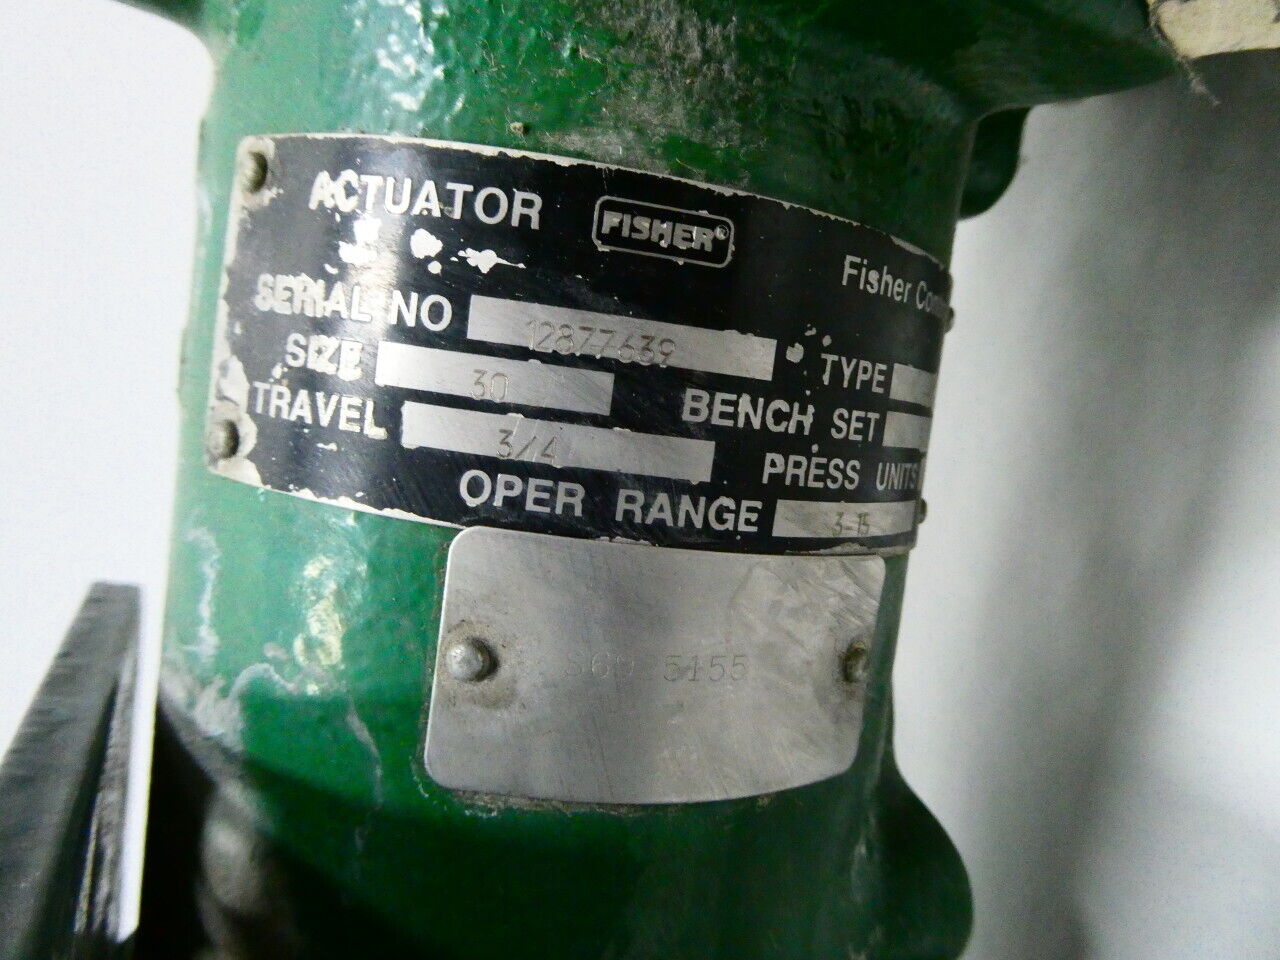 ACTUATOR FISHER®
Fisher
SERIAL NO 12877639 TYPE
SIZE 30 BENCH SET
TRAVEL 3/4 PRESS UNITS
OPER RANGE 3-15